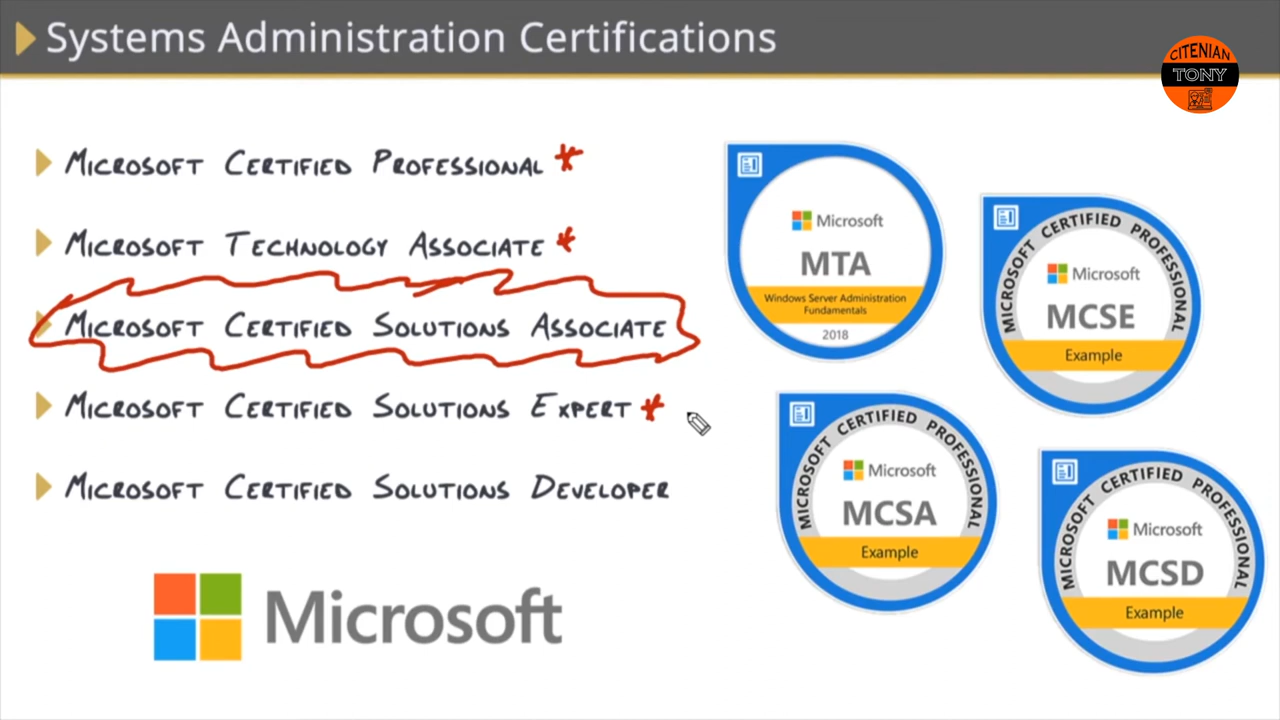 Systems Administration Certifications
CITENIAN
TONY
Microsoft Certified Professional *
Microsoft Technology Associate *
Microsoft Certified Solutions Associate
Microsoft Certified Solutions Expert *
Microsoft Certified Solutions Developer
Microsoft
Microsoft
MTA
Windows Server Administration
Fundamentals
2018
MICROSOFT CERTIFIED PROFESSIONAL
Microsoft
MCSE
Example
MICROSOFT CERTIFIED PROFESSIONAL
Microsoft
MCSA
Example
MICROSOFT CERTIFIED PROFESSIONAL
Microsoft
MCSD
Example